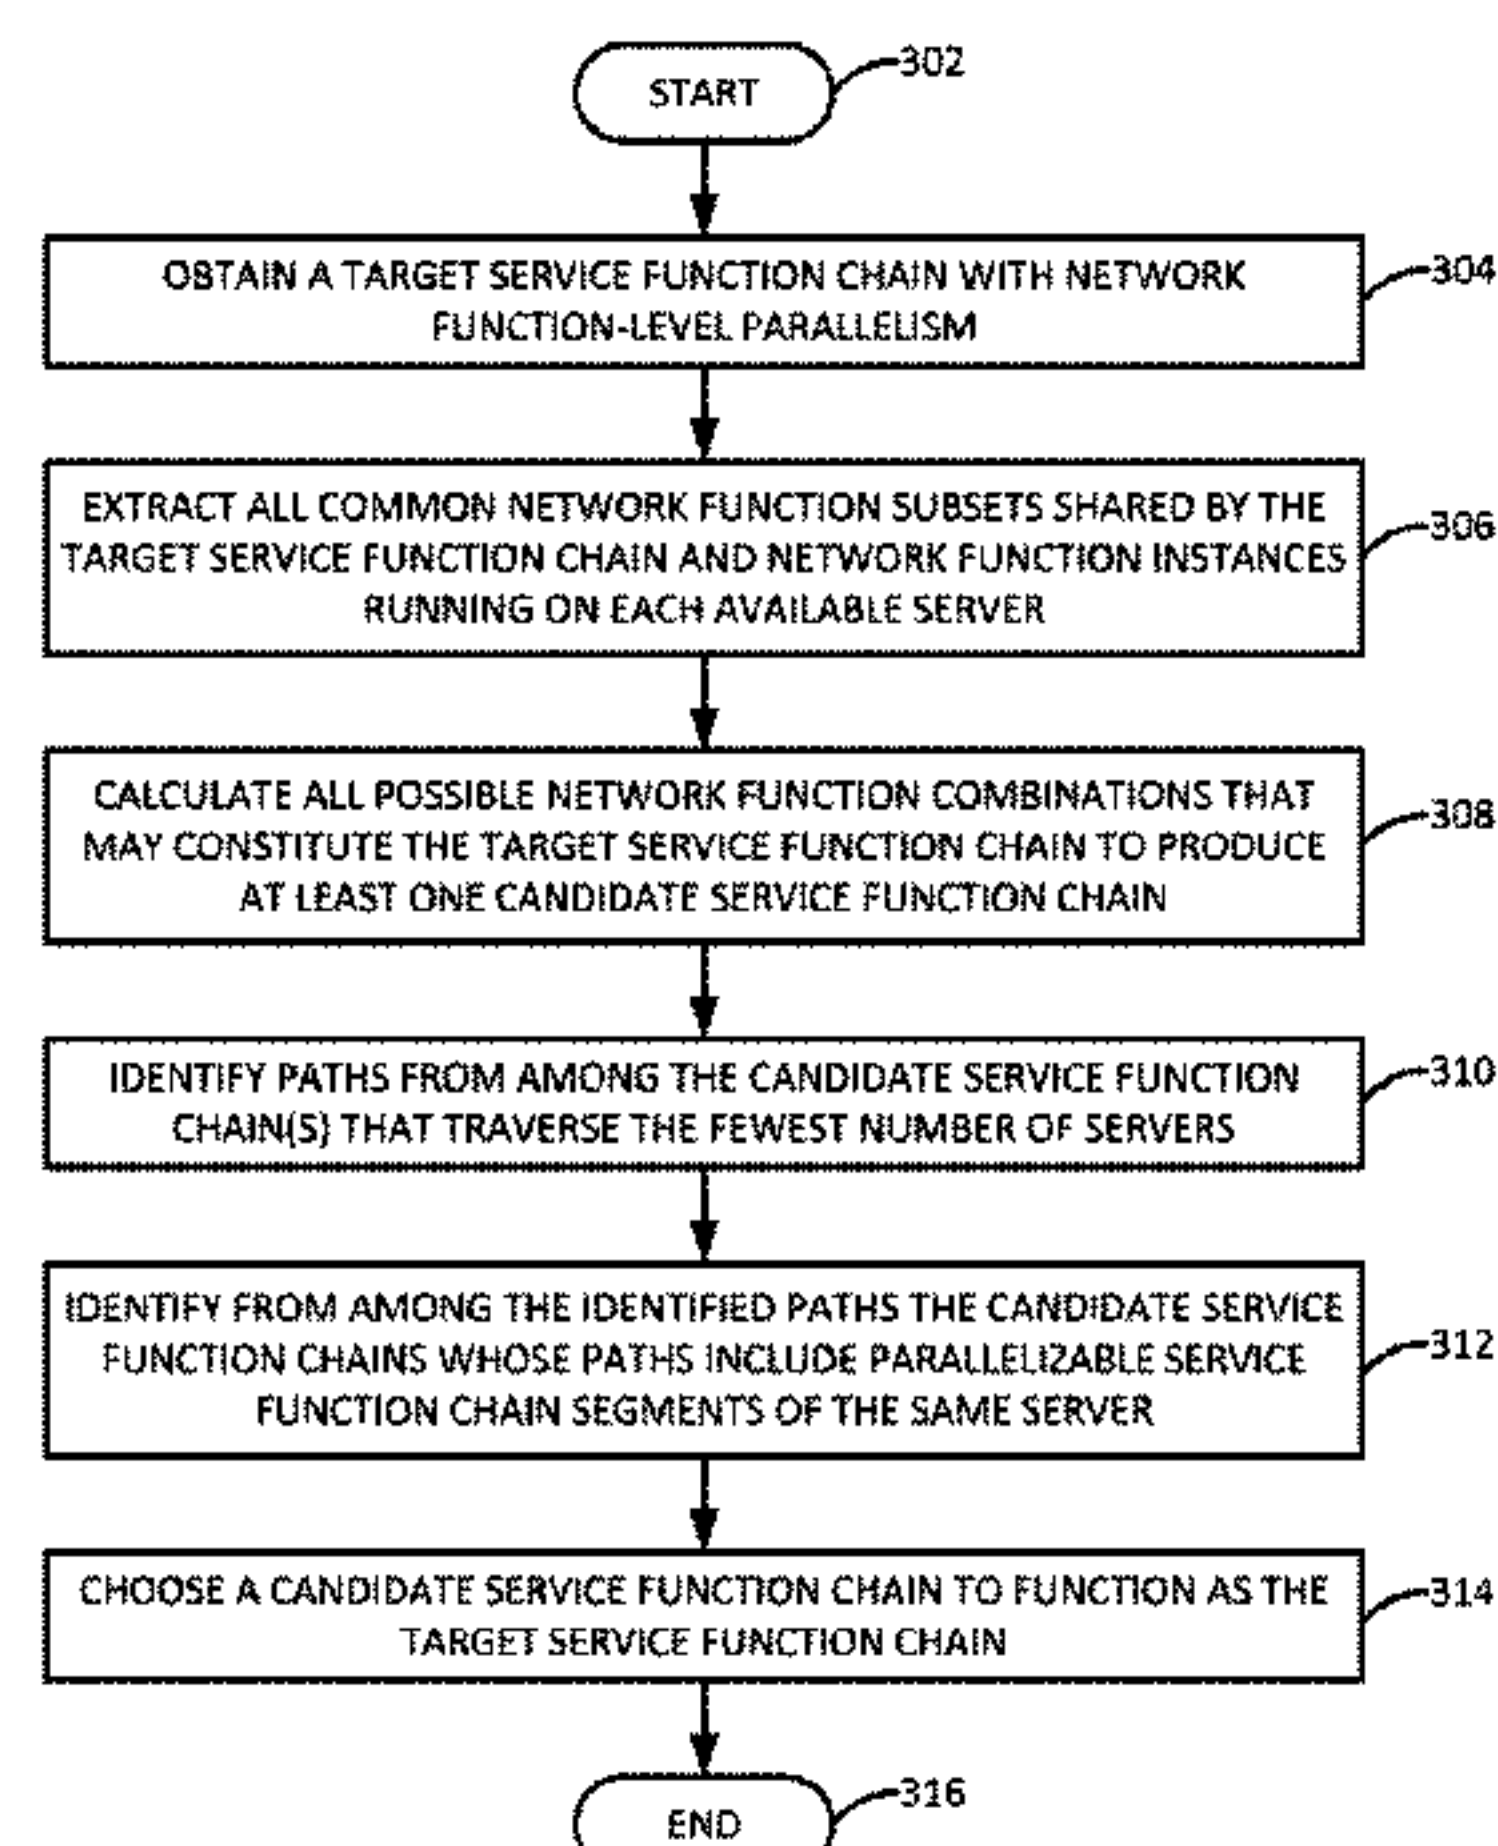 302
START
304
OBTAIN A TARGET SERVICE FUNCTION CHAIN WITH NETWORK
FUNCTION-LEVEL PARALLELISM
306
EXTRACT ALL COMMON NETWORK FUNCTION SUBSETS SHARED BY THE
TARGET SERVICE FUNCTION CHAIN AND NETWORK FUNCTION INSTANCES
RUNNING ON EACH AVAILABLE SERVER
308
CALCULATE ALL POSSIBLE NETWORK FUNCTION COMBINATIONS THAT
MAY CONSTITUTE THE TARGET SERVICE FUNCTION CHAIN TO PRODUCE
AT LEAST ONE CANDIDATE SERVICE FUNCTION CHAIN
310
IDENTIFY PATHS FROM AMONG THE CANDIDATE SERVICE FUNCTION
CHAIN(S) THAT TRAVERSE THE FEWEST NUMBER OF SERVERS
312
IDENTIFY FROM AMONG THE IDENTIFIED PATHS THE CANDIDATE SERVICE
FUNCTION CHAINS WHOSE PATHS INCLUDE PARALLELIZABLE SERVICE
FUNCTION CHAIN SEGMENTS OF THE SAME SERVER
314
CHOOSE A CANDIDATE SERVICE FUNCTION CHAIN TO FUNCTION AS THE
TARGET SERVICE FUNCTION CHAIN
316
END